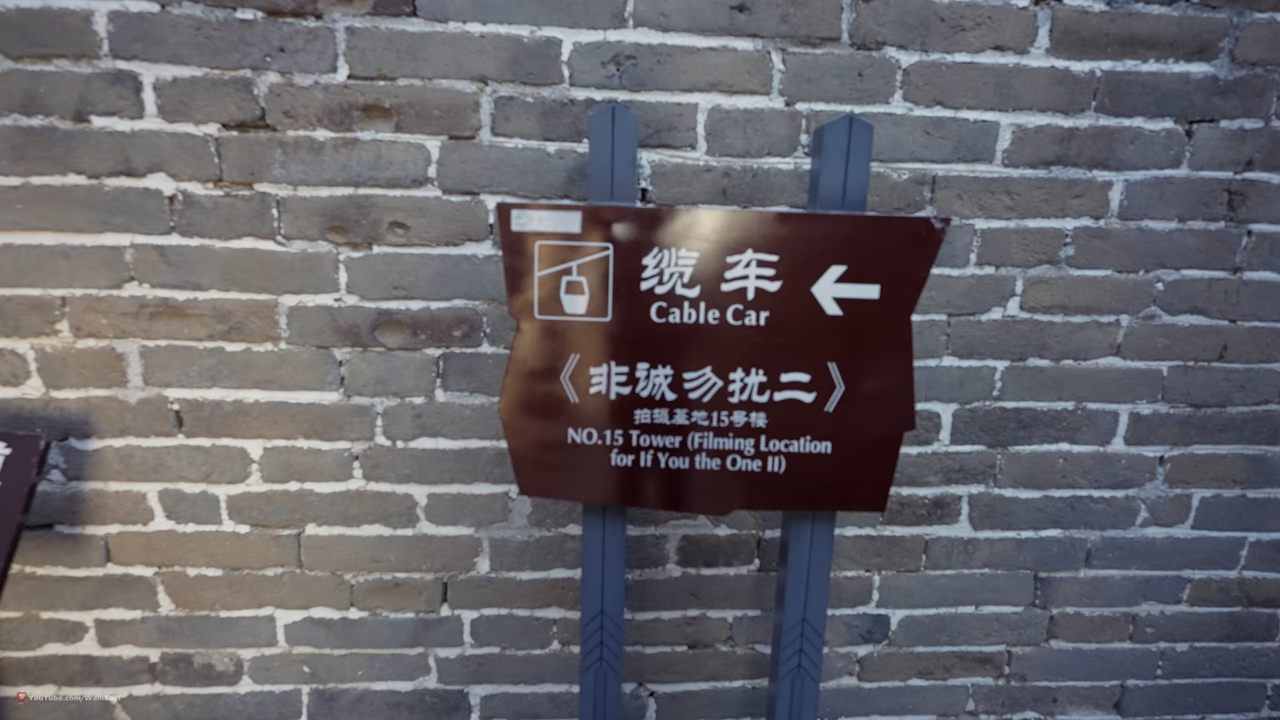 缆车
Cable Car
《非诚勿扰二》
拍摄基地15号楼
NO.15 Tower (Filming Location
for If You the One II)